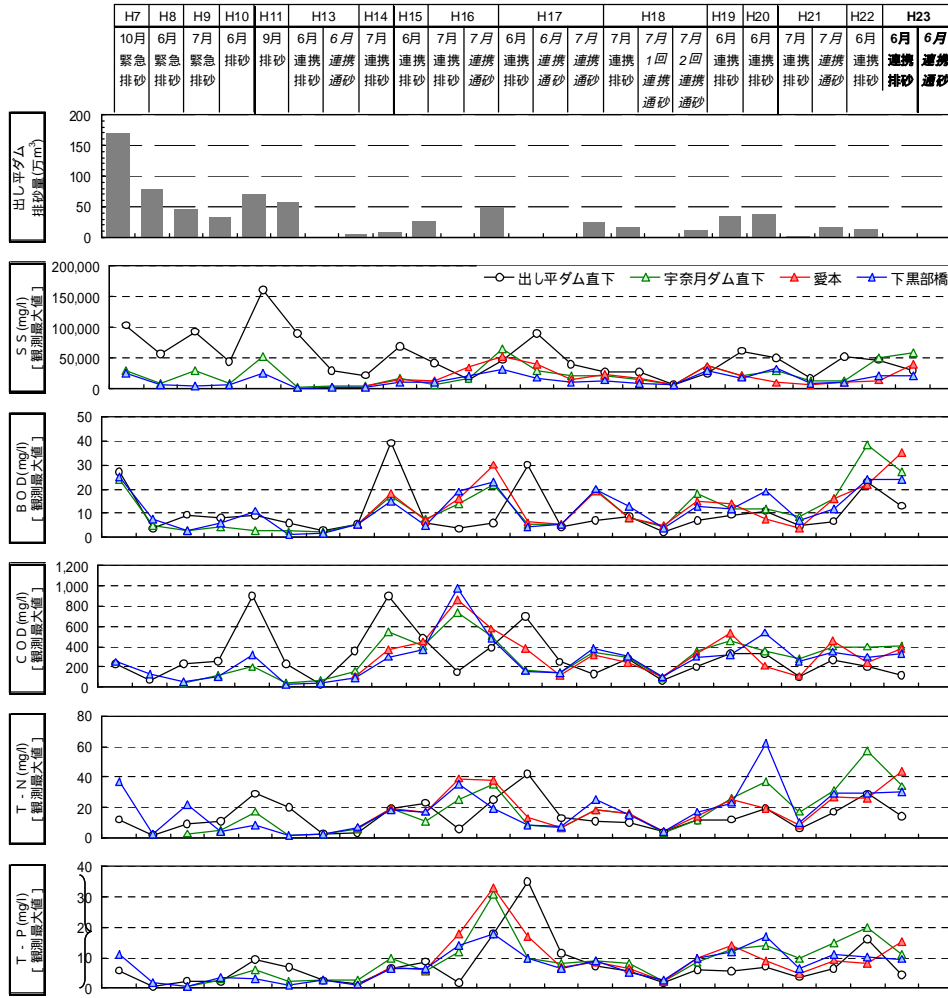 H7 H8 H9 H10 H11 H13 H14 H15 H16 H17 H18 H19 H20 H21 H22 H23
10月 6月 7月 6月 9月 6月 6月 7月 6月 6月 7月 6月 6月 7月 7月 7月 7月 6月 6月 7月 7月 6月 6月 6月
緊急 緊急 緊急 排砂 排砂 連携 連携 連携 連携 連携 連携 連携 連携 連携 連携 1回 2回 連携 連携 連携 連携 連携 連携 連携
排砂 排砂 排砂 排砂 通砂 排砂 排砂 排砂 通砂 排砂 通砂 通砂 排砂 連携 連携 排砂 排砂 排砂 通砂 排砂 排砂 通砂
通砂 通砂
出し平ダム
排砂量(万m³)
200
150
100
50
0
SS(mg/l)
[観測最大値]
200,000
150,000
100,000
50,000
0
出し平ダム直下 宇奈月ダム直下 愛本 下黒部橋
BOD(mg/l)
[観測最大値]
50
40
30
20
10
0
COD(mg/l)
[観測最大値]
1,200
1,000
800
600
400
200
0
T-N(mg/l)
[観測最大値]
80
60
40
20
0
T-P(mg/l)
[観測最大値]
40
30
20
10
0